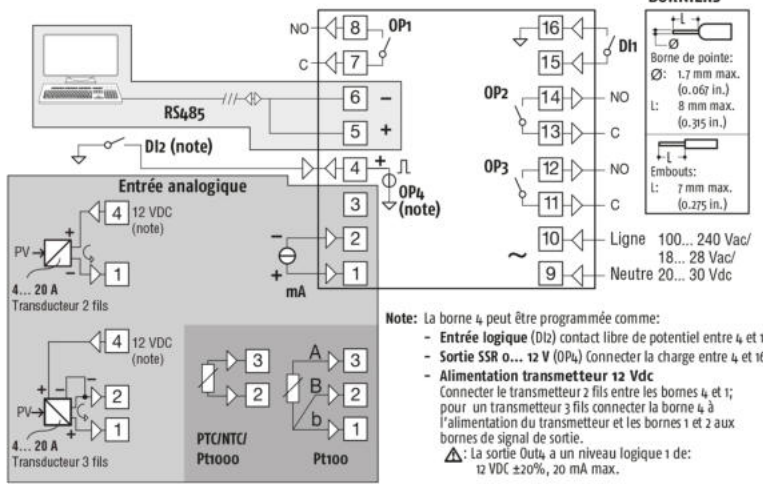 NO
8
OP1
C
7
6
–
5
+
RS485
DI2 (note)
4
+
OP4
(note)
3
–
2
+
1
mA
Entrée analogique
4
12 VDC
(note)
+
PV
–
1
4... 20 A
Transducteur 2 fils
4
12 VDC
(note)
–
2
PV
+
1
4... 20 A
Transducteur 3 fils
3
2
PTC/NTC/
Pt1000
A
3
B
2
b
1
Pt100
16
DI1
15
OP2
14
NO
13
C
OP3
12
NO
11
C
10
Ligne 100... 240 Vac/
18... 28 Vac/
~
9
Neutre 20... 30 Vdc
L
Ø
Borne de pointe:
Ø: 1.7 mm max.
(0.067 in.)
L: 8 mm max.
(0.315 in.)
L
Embouts:
L: 7 mm max.
(0.275 in.)
Note: La borne 4 peut être programmée comme:
- Entrée logique (DI2) contact libre de potentiel entre 4 et 1
- Sortie SSR 0... 12 V (OP4) Connecter la charge entre 4 et 16
- Alimentation transmetteur 12 Vdc
Connecter le transmetteur 2 fils entre les bornes 4 et 1;
pour un transmetteur 3 fils connecter la borne 4 à
l'alimentation du transmetteur et les bornes 1 et 2 aux
bornes de signal de sortie.
⚠: La sortie Out4 a un niveau logique 1 de:
12 VDC ±20%, 20 mA max.